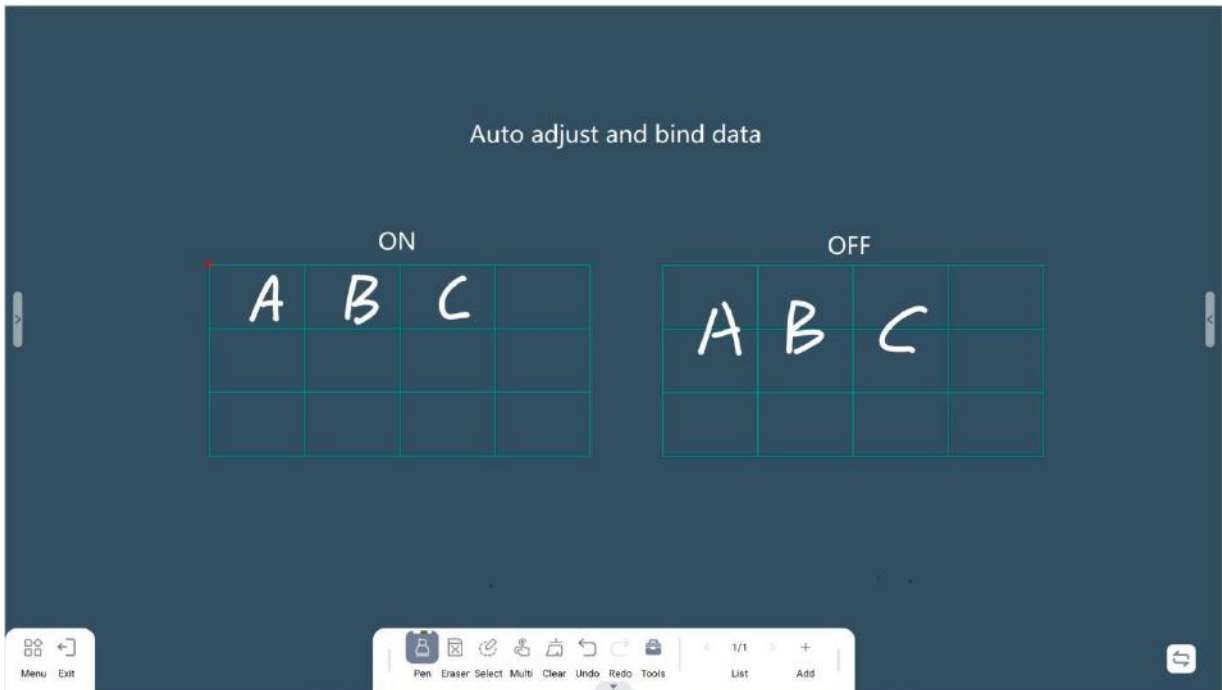 Auto adjust and bind data
ON
OFF
A B C
A B C
Menu Exit
Pen Eraser Select Multi Clear Undo Redo Tools
1/1
List
Add